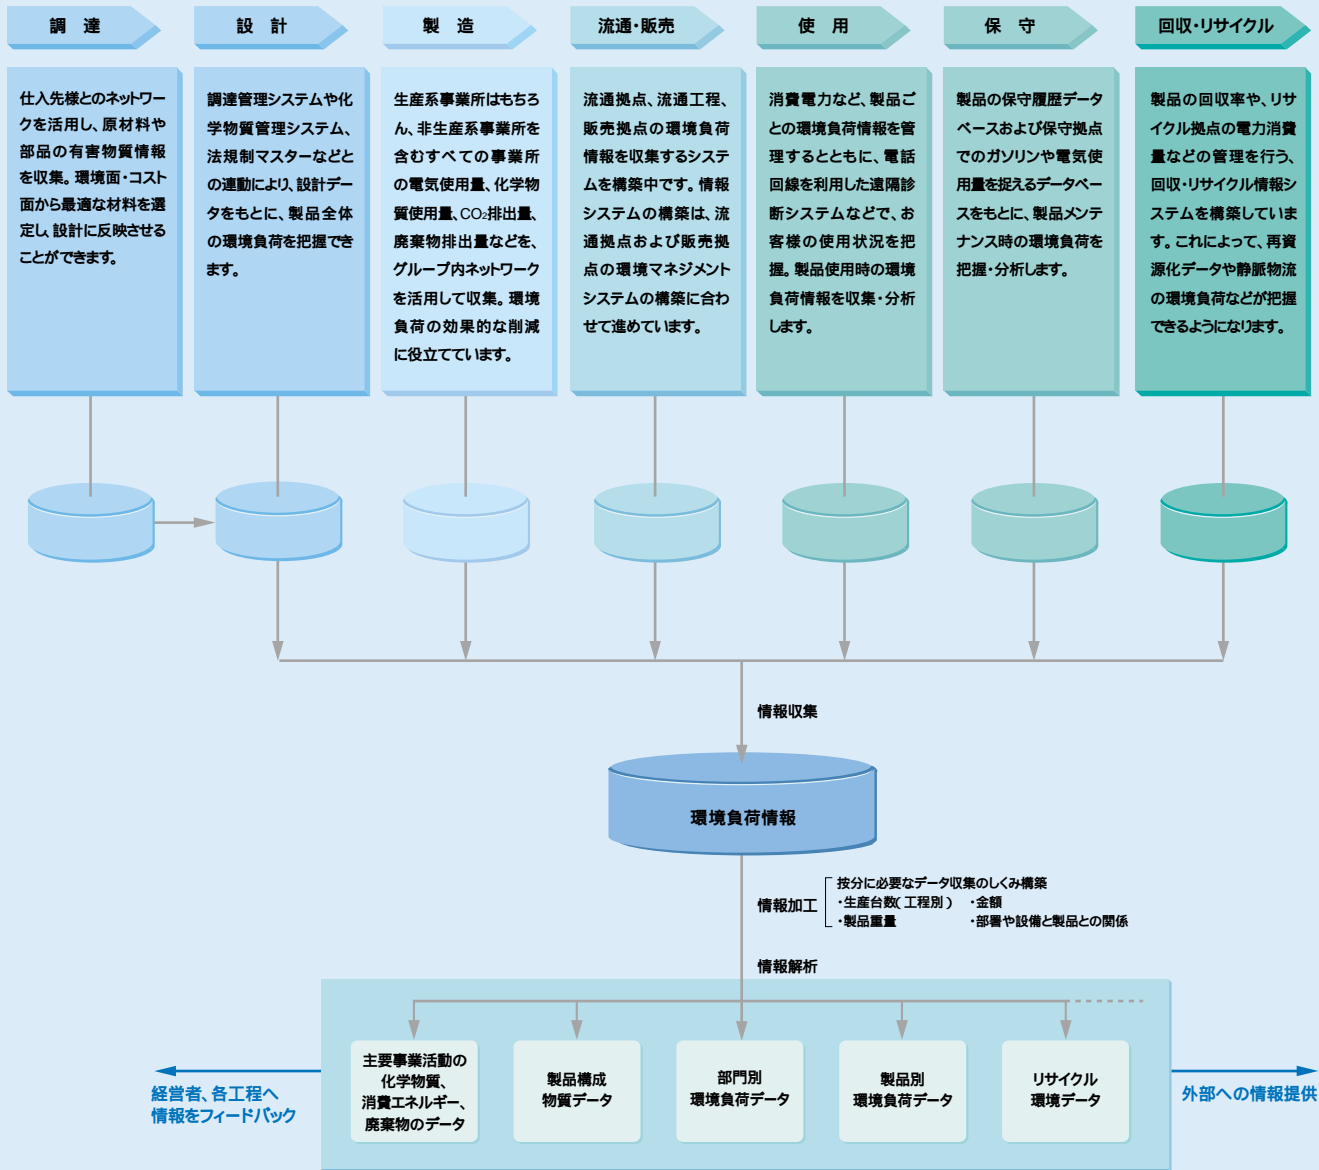 調 達
設 計
製 造
流通・販売
使 用
保 守
回収・リサイクル
仕入先様とのネットワー
クを活用し、原材料や
部品の有害物質情報
を収集。環境面・コスト
面から最適な材料を選
定し、設計に反映させる
ことができます。
調達管理システムや化
学物質管理システム、
法規制マスターなどと
の連動により、設計デー
タをもとに、製品全体
の環境負荷を把握でき
ます。
生産系事業所はもちろ
ん、非生産系事業所を
含むすべての事業所
の電気使用量、化学物
質使用量、CO₂排出量、
廃棄物排出量などを、
グループ内ネットワーク
を活用して収集。環境
負荷の効果的な削減
に役立てています。
流通拠点、流通工程、
販売拠点の環境負荷
情報を収集するシステ
ムを構築中です。情報
システムの構築は、流
通拠点および販売拠
点の環境マネジメント
システムの構築に合わ
せて進めています。
消費電力など、製品ご
との環境負荷情報を管
理するとともに、電話
回線を利用した遠隔診
断システムなどで、お
客様の使用状況を把
握。製品使用時の環境
負荷情報を収集・分析
します。
製品の保守履歴データ
ベースおよび保守拠点
でのガソリンや電気使
用量を捉えるデータベー
スをもとに、製品メンテ
ナンス時の環境負荷を
把握・分析します。
製品の回収率や、リサ
イクル拠点の電力消費
量などの管理を行う、
回収・リサイクル情報シ
ステムを構築していま
す。これによって、再資
源化データや静脈物流
の環境負荷などが把握
できるようになります。
情報収集
環境負荷情報
情報加工
按分に必要なデータ収集のしくみ構築
・生産台数（工程別） ・金額
・製品重量 ・部署や設備と製品との関係
情報解析
主要事業活動の
化学物質、
消費エネルギー、
廃棄物のデータ
製品構成
物質データ
部門別
環境負荷データ
製品別
環境負荷データ
リサイクル
環境データ
経営者、各工程へ
情報をフィードバック
外部への情報提供